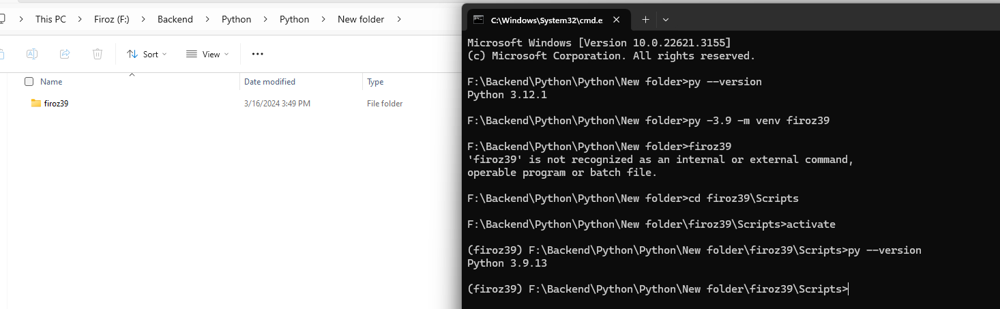 This PC > Firoz (F:) > Backend > Python > Python > New folder >
Sort
View
Name
Date modified
Type
firoz39
3/16/2024 3:49 PM
File folder
C:\Windows\System32\cmd.e
Microsoft Windows [Version 10.0.22621.3155]
(c) Microsoft Corporation. All rights reserved.
F:\Backend\Python\Python\New folder>py --version
Python 3.12.1
F:\Backend\Python\Python\New folder>py -3.9 -m venv firoz39
F:\Backend\Python\Python\New folder>firoz39
'firoz39' is not recognized as an internal or external command,
operable program or batch file.
F:\Backend\Python\Python\New folder>cd firoz39\Scripts
F:\Backend\Python\Python\New folder\firoz39\Scripts>activate
(firoz39) F:\Backend\Python\Python\New folder\firoz39\Scripts>py --version
Python 3.9.13
(firoz39) F:\Backend\Python\Python\New folder\firoz39\Scripts>